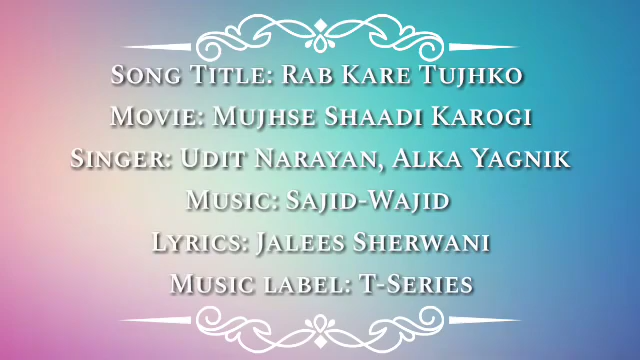 Song Title: Rab Kare Tujhko
Movie: Mujhse Shaadi Karogi
Singer: Udit Narayan, Alka Yagnik
Music: Sajid-Wajid
Lyrics: Jalees Sherwani
Music label: T-Series